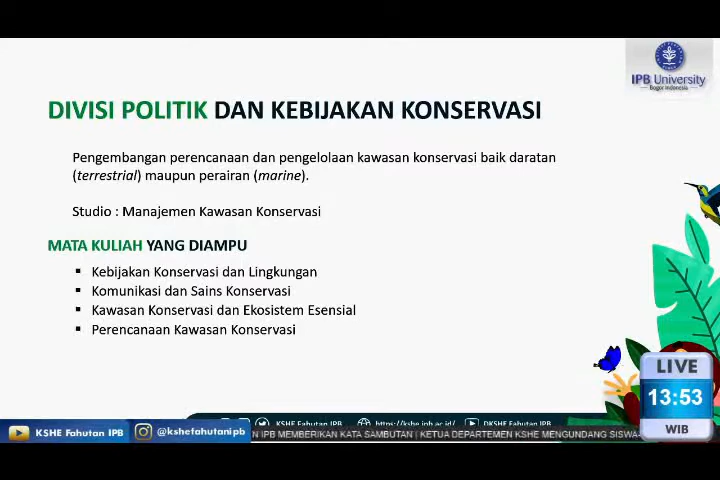 IPB University
Bogor Indonesia
DIVISI POLITIK DAN KEBIJAKAN KONSERVASI
Pengembangan perencanaan dan pengelolaan kawasan konservasi baik daratan
(terrestrial) maupun perairan (marine).
Studio : Manajemen Kawasan Konservasi
MATA KULIAH YANG DIAMPU
▪ Kebijakan Konservasi dan Lingkungan
▪ Komunikasi dan Sains Konservasi
▪ Kawasan Konservasi dan Ekosistem Esensial
▪ Perencanaan Kawasan Konservasi
LIVE
13:53
WIB
KSHE Fahutan IPB https://kshe.ipb.ac.id/ DKSHE Fahutan IPB
KSHE Fahutan IPB @kshefahutanipb
IPB MEMBERIKAN KATA SAMBUTAN | KETUA DEPARTEMEN KSHE MENGUNDANG SISWA